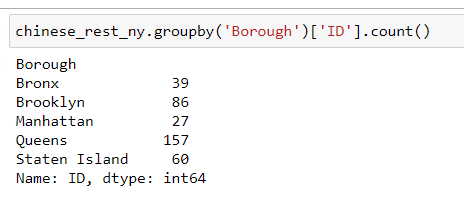 chinese_rest_ny.groupby('Borough')['ID'].count()
Borough
Bronx 39
Brooklyn 86
Manhattan 27
Queens 157
Staten Island 60
Name: ID, dtype: int64